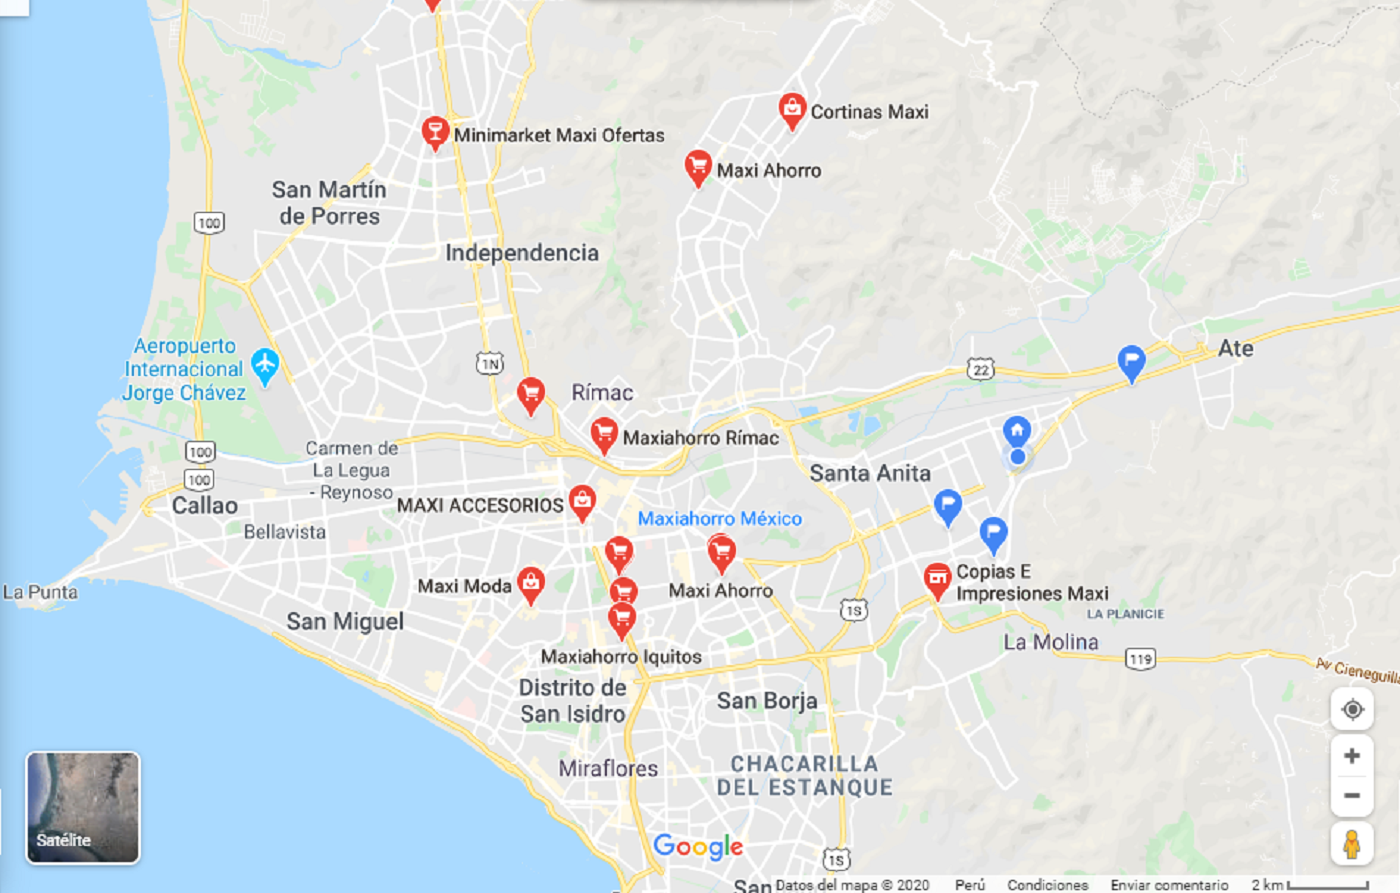 Cortinas Maxi
Minimarket Maxi Ofertas
Maxi Ahorro
San Martín
de Porres
100
Independencia
Aeropuerto
Internacional
Jorge Chávez
1N
22
Ate
Rímac
Maxiahorro Rímac
Carmen de
La Legua
- Reynoso
100
100
Santa Anita
Callao
MAXI ACCESORIOS
Bellavista
Maxiahorro México
La Punta
Maxi Moda
Maxi Ahorro
Copias E
Impresiones Maxi
1S
LA PLANICIE
San Miguel
La Molina
Maxiahorro Iquitos
119
Av Cieneguilla
Distrito de
San Isidro
San Borja
Miraflores
CHACARILLA
DEL ESTANQUE
Satélite
Google
1S
San
Datos del mapa © 2020
Perú
Condiciones
Enviar comentario
2 km